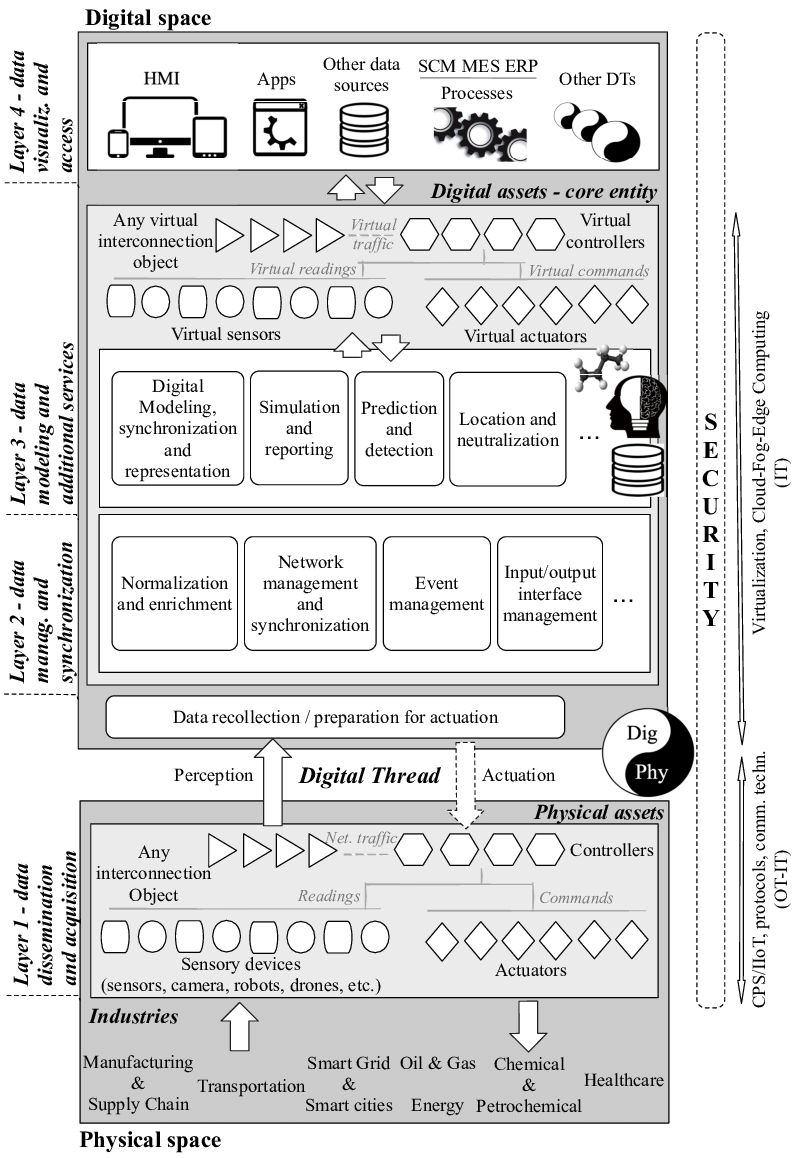 Digital space
Layer 4 - data
visualiz. and
access
HMI
Apps
Other data
sources
SCM MES ERP
Processes
Other DTs
Digital assets - core entity
Any virtual
interconnection
object
Virtual
traffic
Virtual
controllers
Virtual readings
Virtual commands
Virtual sensors
Virtual actuators
Layer 3 - data
modeling and
additional services
Digital
Modeling,
synchronization
and
representation
Simulation
and
reporting
Prediction
and
detection
Location and
neutralization
...
Layer 2 - data
manag. and
synchronization
Normalization
and enrichment
Network
management
and
synchronization
Event
management
Input/output
interface
management
...
Data recollection / preparation for actuation
Dig
Phy
Perception
Digital Thread
Actuation
Physical assets
Layer 1 - data
dissemination
and acquisition
Any
interconnection
Object
Net. traffic
Controllers
Readings
Commands
Sensory devices
(sensors, camera, robots, drones, etc.)
Actuators
Industries
Manufacturing
&
Supply Chain
Transportation
Smart Grid
&
Smart cities
Oil & Gas
Energy
Chemical
&
Petrochemical
Healthcare
Physical space
SECURITY
Virtualization, Cloud-Fog-Edge Computing
(IT)
CPS/IIoT, protocols, comm. techn.
(OT-IT)